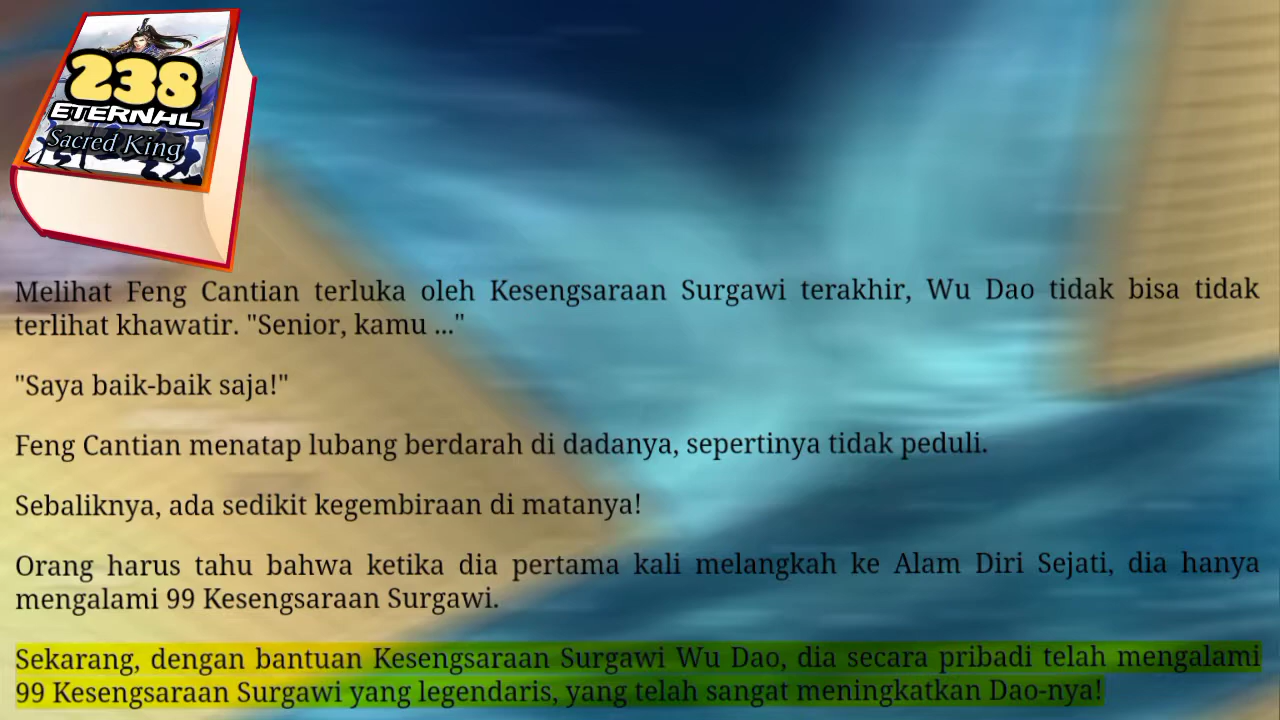 238
ETERNAL
Sacred King
Melihat Feng Cantian terluka oleh Kesengsaraan Surgawi terakhir, Wu Dao tidak bisa tidak
terlihat khawatir. "Senior, kamu ..."
"Saya baik-baik saja!"
Feng Cantian menatap lubang berdarah di dadanya, sepertinya tidak peduli.
Sebaliknya, ada sedikit kegembiraan di matanya!
Orang harus tahu bahwa ketika dia pertama kali melangkah ke Alam Diri Sejati, dia hanya
mengalami 99 Kesengsaraan Surgawi.
Sekarang, dengan bantuan Kesengsaraan Surgawi Wu Dao, dia secara pribadi telah mengalami
99 Kesengsaraan Surgawi yang legendaris, yang telah sangat meningkatkan Dao-nya!